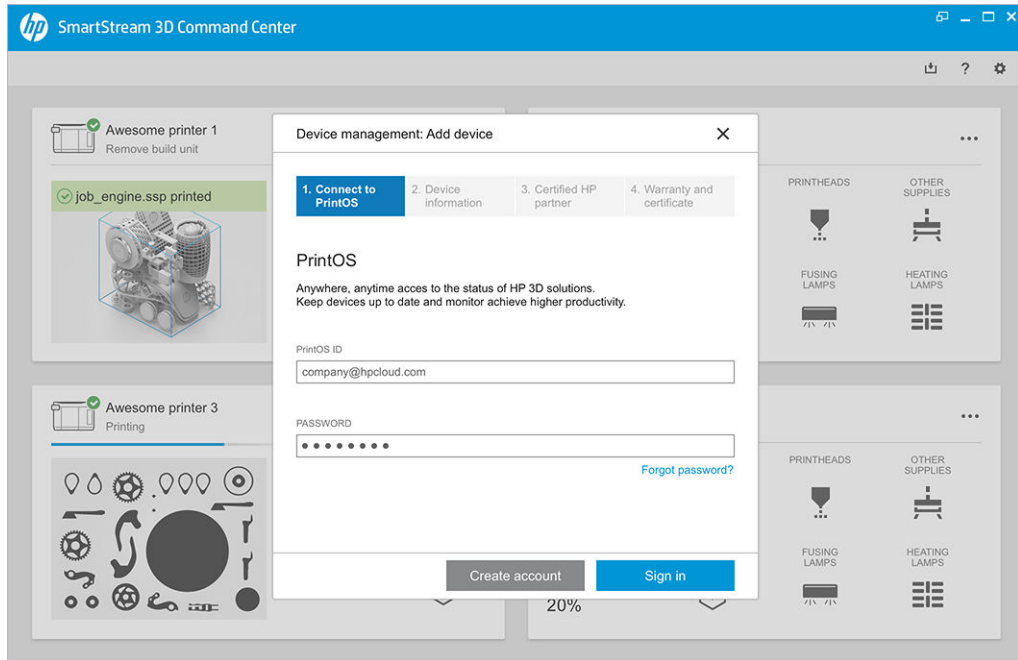 hp
SmartStream 3D Command Center
?
Awesome printer 1
Remove build unit
job_engine.ssp printed
Device management: Add device
1. Connect to
PrintOS
2. Device
information
3. Certified HP
partner
4. Warranty and
certificate
PrintOS
Anywhere, anytime acces to the status of HP 3D solutions.
Keep devices up to date and monitor achieve higher productivity.
PrintOS ID
company@hpcloud.com
PASSWORD
Forgot password?
Create account
Sign in
PRINTHEADS
OTHER
SUPPLIES
FUSING
LAMPS
HEATING
LAMPS
Awesome printer 3
Printing
20%
PRINTHEADS
OTHER
SUPPLIES
FUSING
LAMPS
HEATING
LAMPS